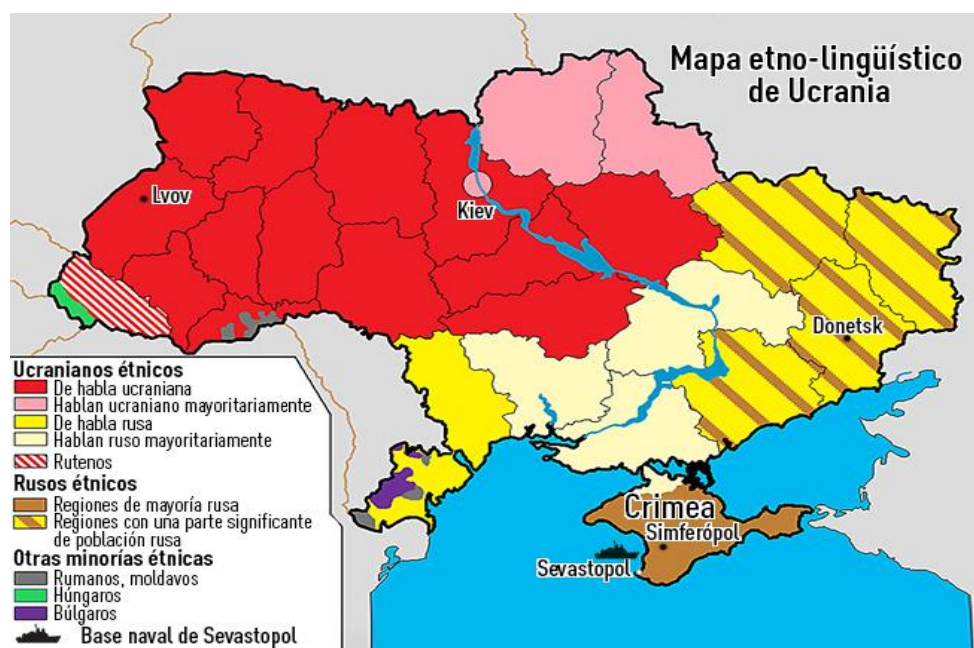 Mapa etno-lingüístico
de Ucrania
Lvov
Kiev
Donetsk
Crimea
Simferópol
Sevastopol
Ucranianos étnicos
De habla ucraniana
Hablan ucraniano mayoritariamente
De habla rusa
Hablan ruso mayoritariamente
Rutenos
Rusos étnicos
Regiones de mayoría rusa
Regiones con una parte significante
de población rusa
Otras minorías étnicas
Rumanos, moldavos
Húngaros
Búlgaros
Base naval de Sevastopol